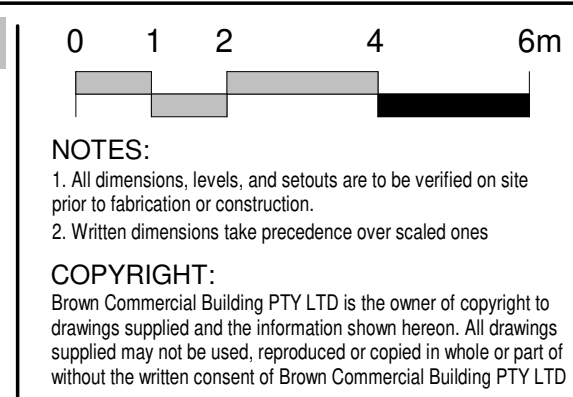 0 1 2 4 6m
NOTES:
1. All dimensions, levels, and setouts are to be verified on site
prior to fabrication or construction.
2. Written dimensions take precedence over scaled ones
COPYRIGHT:
Brown Commercial Building PTY LTD is the owner of copyright to
drawings supplied and the information shown hereon. All drawings
supplied may not be used, reproduced or copied in whole or part of
without the written consent of Brown Commercial Building PTY LTD